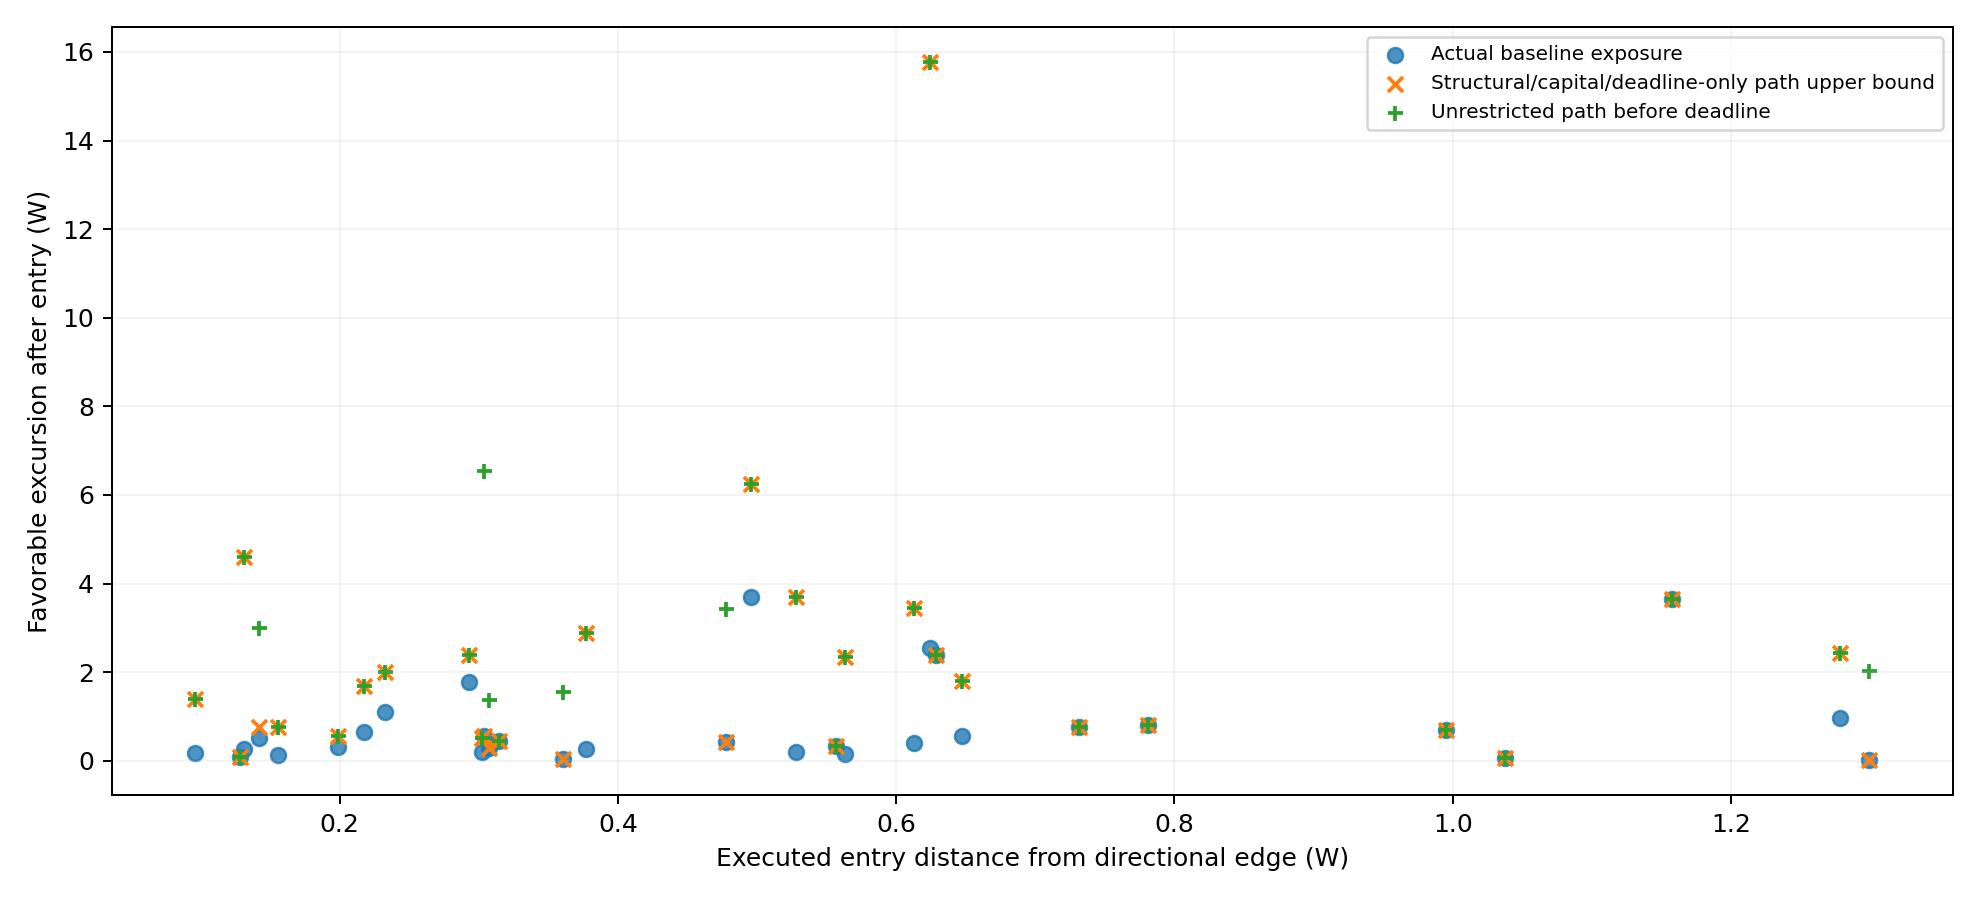 Favorable excursion after entry (W)
16
14
12
10
8
6
4
2
0
Actual baseline exposure
Structural/capital/deadline-only path upper bound
Unrestricted path before deadline
0.2 0.4 0.6 0.8 1.0 1.2
Executed entry distance from directional edge (W)